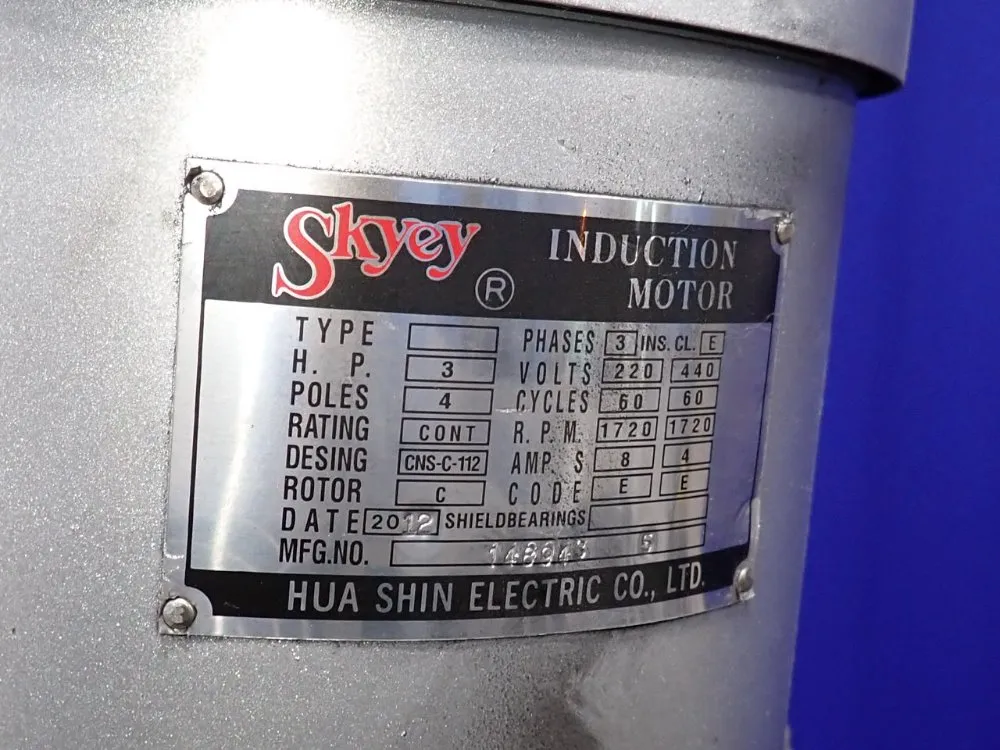 Skyey ® INDUCTION
MOTOR
TYPE PHASES 3 INS. CL. E
H. P. 3 VOLTS 220 440
POLES 4 CYCLES 60 60
RATING CONT R. P. M. 1720 1720
DESING CNS-C-112 AMP. S 8 4
ROTOR C CODE E E
DATE 2012 SHIELDBEARINGS
MFG.NO. 148943 5
HUA SHIN ELECTRIC CO., LTD.